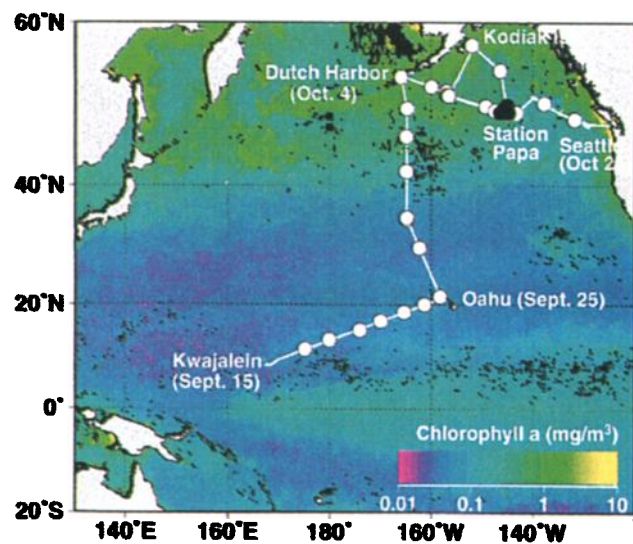 60°N
Kodiak I
Dutch Harbor
(Oct. 4)
Station
Papa
Seattl
(Oct 2
40°N
20°N
Oahu (Sept. 25)
Kwajalein
(Sept. 15)
0°
Chlorophyll a (mg/m³)
0.01 0.1 1 10
20°S
140°E 160°E 180° 160°W 140°W